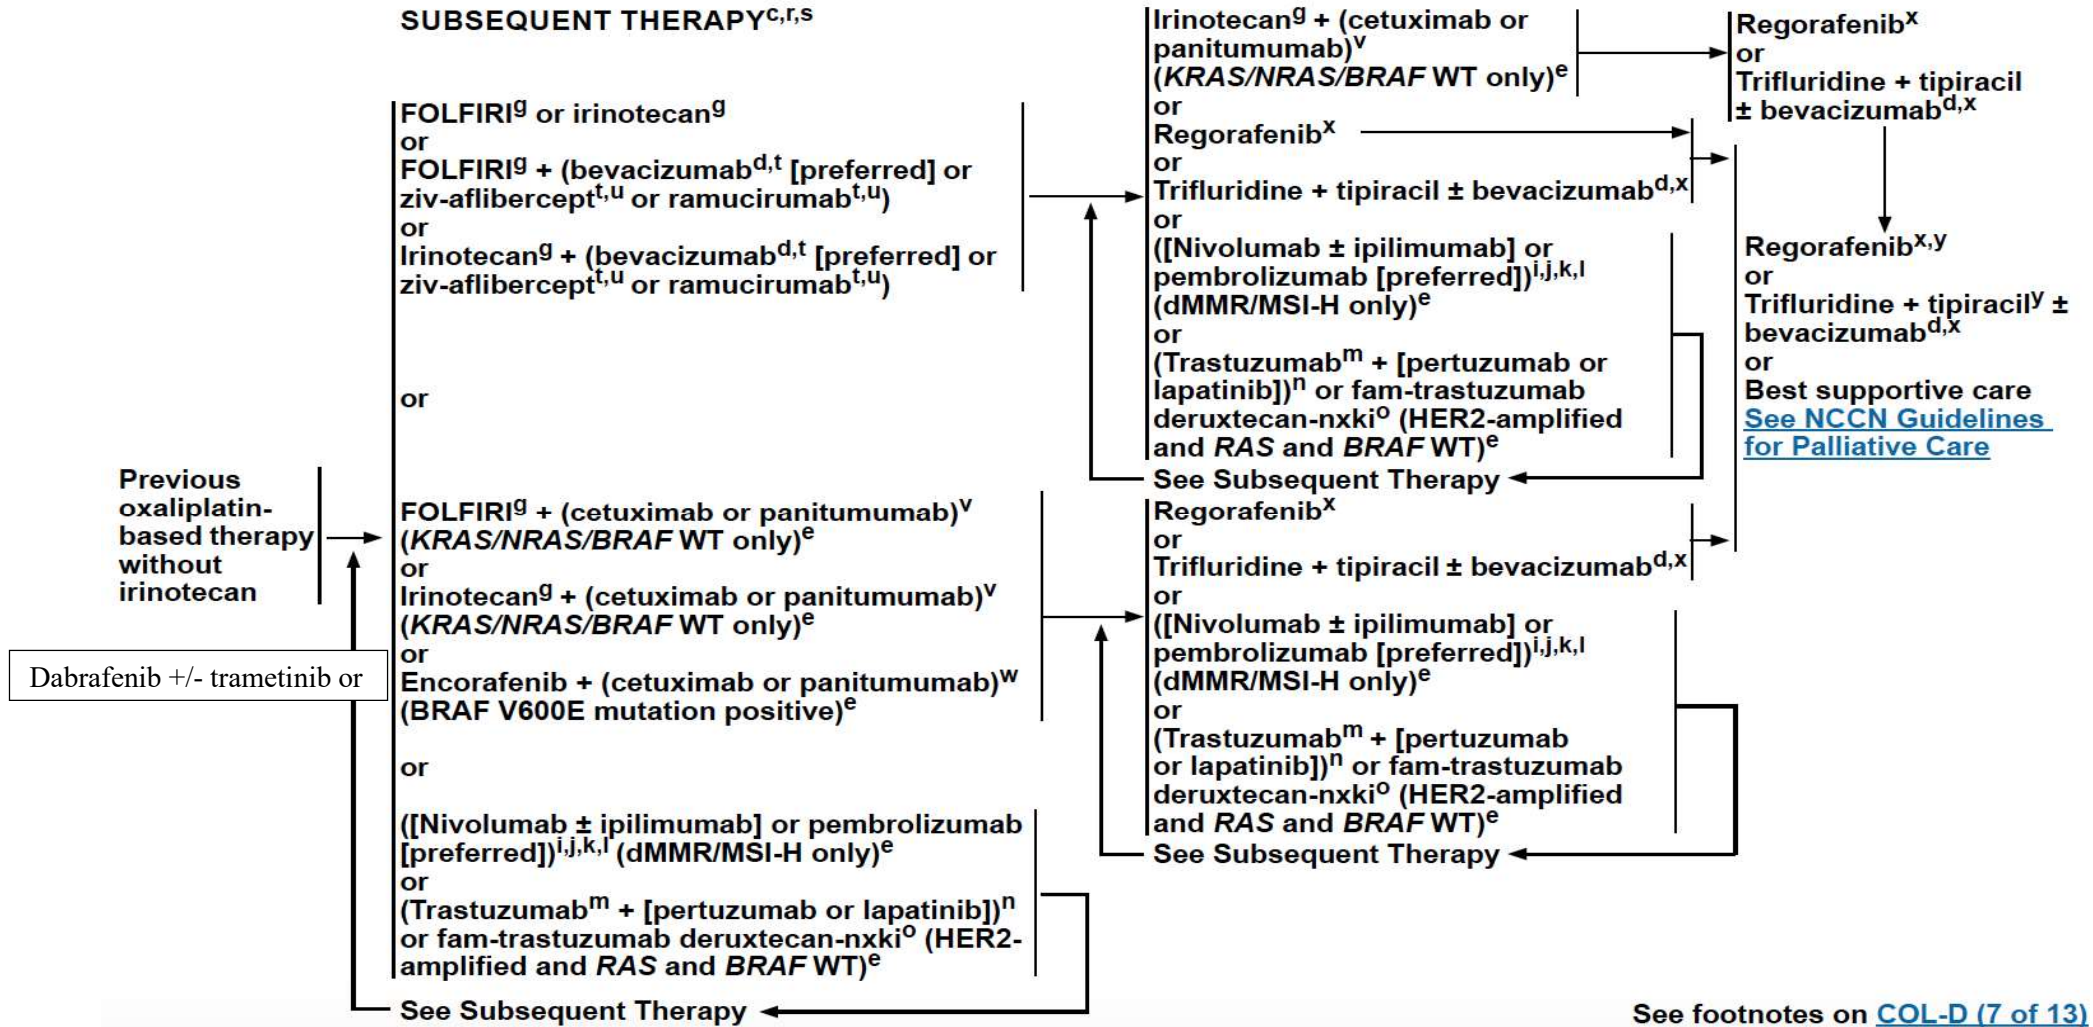 SUBSEQUENT THERAPYc,r,s
Previous
oxaliplatin-
based therapy
without
irinotecan
Dabrafenib +/- trametinib or
FOLFIRIg or irinotecang
or
FOLFIRIg + (bevacizumabd,t [preferred] or
ziv-afliberceptt,u or ramucirumabt,u)
or
Irinotecang + (bevacizumabd,t [preferred] or
ziv-afliberceptt,u or ramucirumabt,u)
or
FOLFIRIg + (cetuximab or panitumumab)v
(KRAS/NRAS/BRAF WT only)e
or
Irinotecang + (cetuximab or panitumumab)v
(KRAS/NRAS/BRAF WT only)e
or
Encorafenib + (cetuximab or panitumumab)w
(BRAF V600E mutation positive)e
or
([Nivolumab ± ipilimumab] or pembrolizumab
[preferred])i,j,k,l (dMMR/MSI-H only)e
or
(Trastuzumabm + [pertuzumab or lapatinib])n
or fam-trastuzumab deruxtecan-nxkio (HER2-
amplified and RAS and BRAF WT)e
See Subsequent Therapy
Irinotecang + (cetuximab or
panitumumab)v
(KRAS/NRAS/BRAF WT only)e
or
Regorafenibx
or
Trifluridine + tipiracil ± bevacizumabd,x
or
([Nivolumab ± ipilimumab] or
pembrolizumab [preferred])i,j,k,l
(dMMR/MSI-H only)e
or
(Trastuzumabm + [pertuzumab or
lapatinib])n or fam-trastuzumab
deruxtecan-nxkio (HER2-amplified
and RAS and BRAF WT)e
See Subsequent Therapy
Regorafenibx
or
Trifluridine + tipiracil ± bevacizumabd,x
or
([Nivolumab ± ipilimumab] or
pembrolizumab [preferred])i,j,k,l
(dMMR/MSI-H only)e
or
(Trastuzumabm + [pertuzumab
or lapatinib])n or fam-trastuzumab
deruxtecan-nxkio (HER2-amplified
and RAS and BRAF WT)e
See Subsequent Therapy
Regorafenibx
or
Trifluridine + tipiracil
± bevacizumabd,x
Regorafenibx,y
or
Trifluridine + tipiracily ±
bevacizumabd,x
or
Best supportive care
See NCCN Guidelines
for Palliative Care
See footnotes on COL-D (7 of 13)